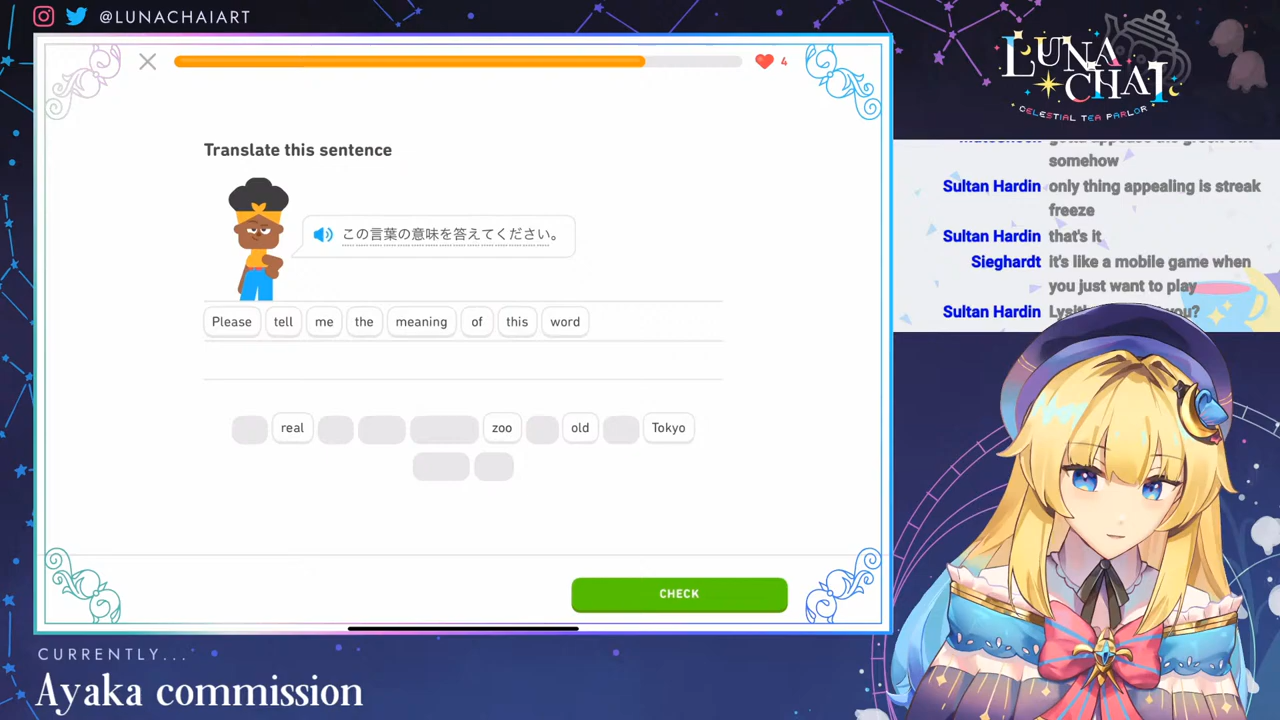 @LUNACHAIART
4
LUNA
CHAI
CELESTIAL TEA PARLOR
Translate this sentence
この言葉の意味を答えてください。
Please tell me the meaning of this word
real zoo old Tokyo
CHECK
somehow
Sultan Hardin only thing appealing is streak
freeze
Sultan Hardin that's it
Sieghardt it's like a mobile game when
you just want to play
Sultan Hardin you?
CURRENTLY...
Ayaka commission